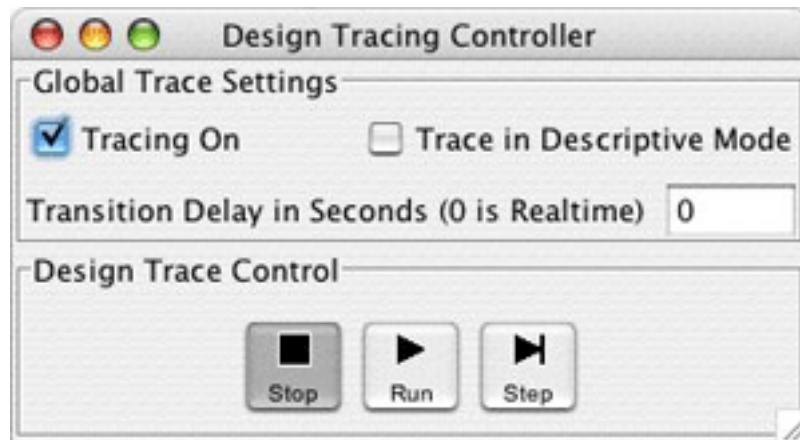 Design Tracing Controller
Global Trace Settings
Tracing On Trace in Descriptive Mode
Transition Delay in Seconds (0 is Realtime) 0
Design Trace Control
Stop Run Step